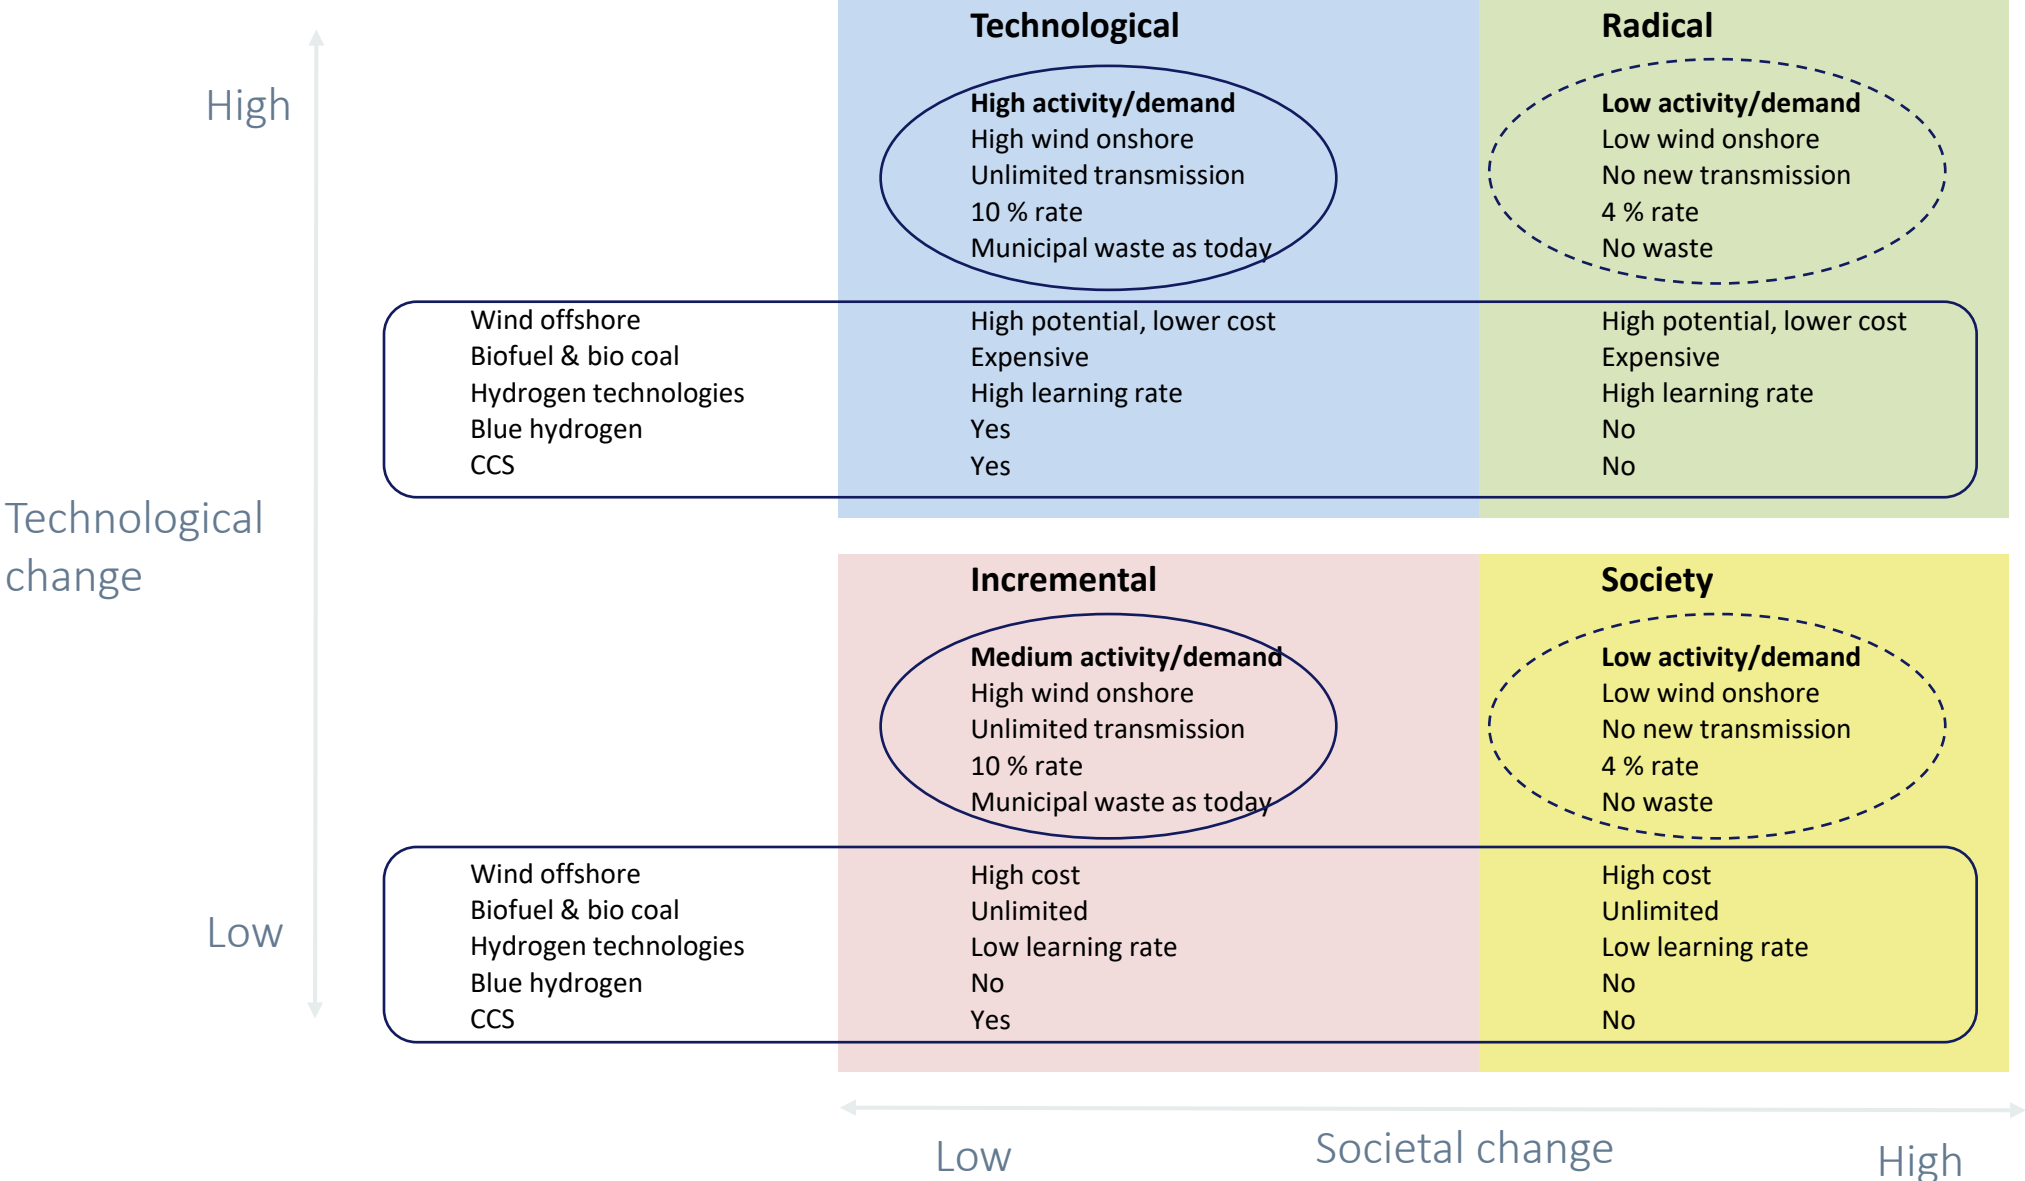 Technological Radical
High
High activity/demand Low activity/demand
High wind onshore Low wind onshore
Unlimited transmission No new transmission
10 % rate 4 % rate
Municipal waste as today No waste
Wind offshore High potential, lower cost High potential, lower cost
Biofuel & bio coal Expensive Expensive
Hydrogen technologies High learning rate High learning rate
Blue hydrogen Yes No
CCS Yes No
Technological
change
Incremental Society
Medium activity/demand Low activity/demand
High wind onshore Low wind onshore
Unlimited transmission No new transmission
10 % rate 4 % rate
Municipal waste as today No waste
Wind offshore High cost High cost
Biofuel & bio coal Unlimited Unlimited
Low
Hydrogen technologies Low learning rate Low learning rate
Blue hydrogen No No
CCS Yes No
Low Societal change High